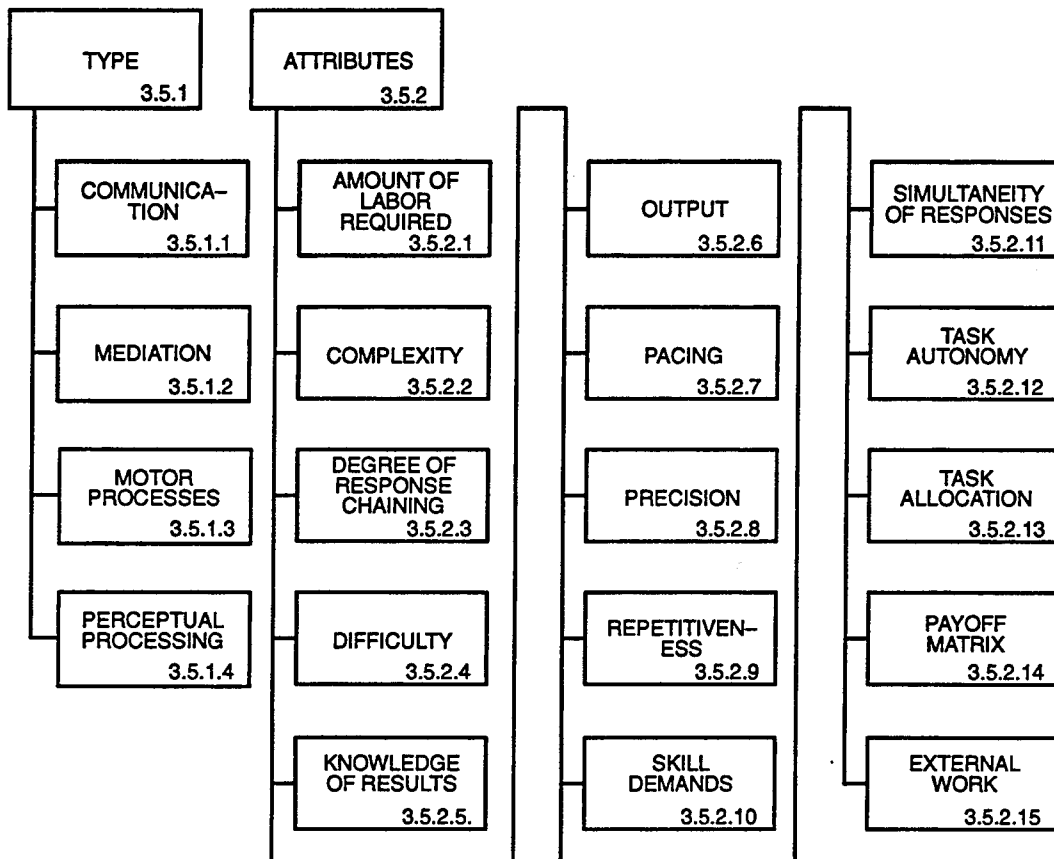 TYPE
3.5.1
COMMUNICA-
TION
3.5.1.1
MEDIATION
3.5.1.2
MOTOR
PROCESSES
3.5.1.3
PERCEPTUAL
PROCESSING
3.5.1.4
ATTRIBUTES
3.5.2
AMOUNT OF
LABOR
REQUIRED
3.5.2.1
COMPLEXITY
3.5.2.2
DEGREE OF
RESPONSE
CHAINING
3.5.2.3
DIFFICULTY
3.5.2.4
KNOWLEDGE
OF RESULTS
3.5.2.5.
OUTPUT
3.5.2.6
PACING
3.5.2.7
PRECISION
3.5.2.8
REPETITIVEN-
ESS
3.5.2.9
SKILL
DEMANDS
3.5.2.10
SIMULTANEITY
OF RESPONSES
3.5.2.11
TASK
AUTONOMY
3.5.2.12
TASK
ALLOCATION
3.5.2.13
PAYOFF
MATRIX
3.5.2.14
EXTERNAL
WORK
3.5.2.15